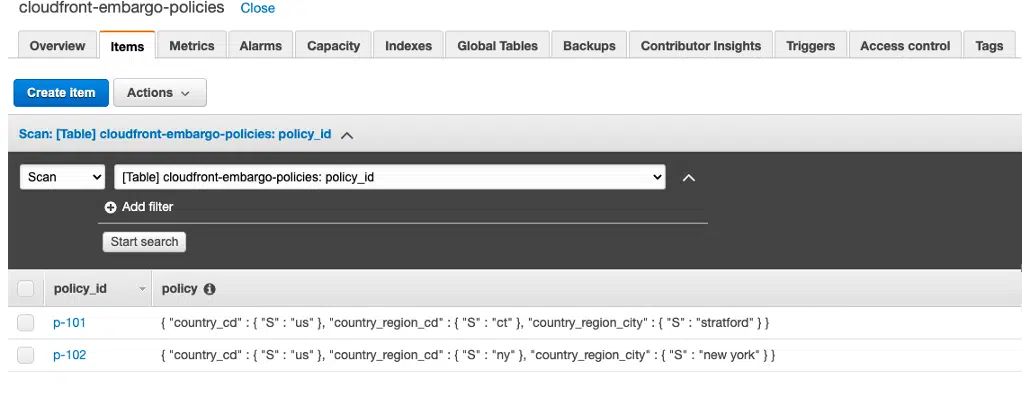 cloudfront-embargo-policies Close
Overview Items Metrics Alarms Capacity Indexes Global Tables Backups Contributor Insights Triggers Access control Tags
Create item Actions
Scan: [Table] cloudfront-embargo-policies: policy_id
Scan [Table] cloudfront-embargo-policies: policy_id
Add filter
Start search
policy_id policy
p-101 { "country_cd" : { "S" : "us" }, "country_region_cd" : { "S" : "ct" }, "country_region_city" : { "S" : "stratford" } }
p-102 { "country_cd" : { "S" : "us" }, "country_region_cd" : { "S" : "ny" }, "country_region_city" : { "S" : "new york" } }